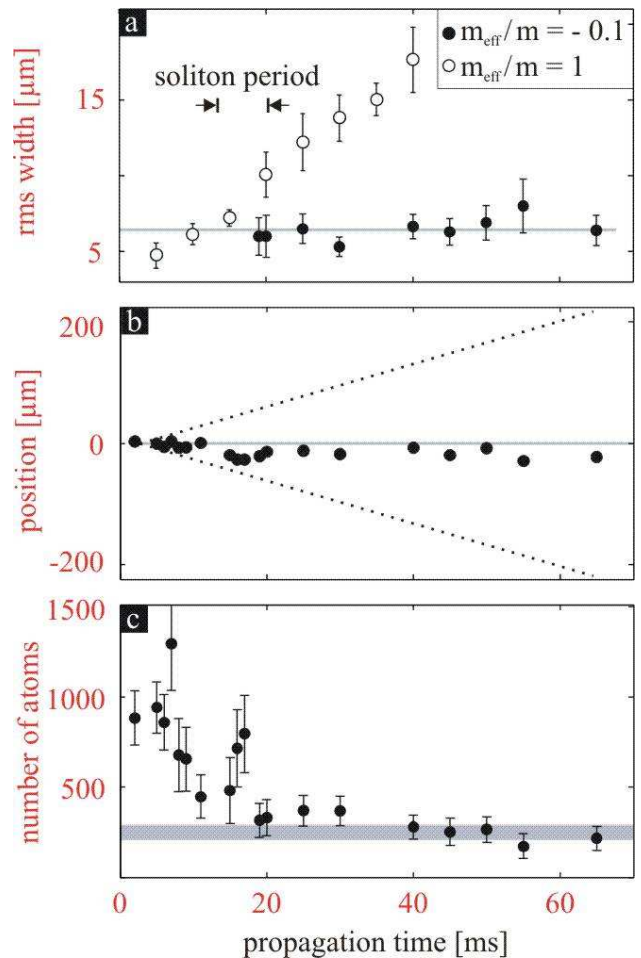 a
m_eff/m = - 0.1
m_eff/m = 1
soliton period
rms width [μm]
15
5
b
position [μm]
200
0
-200
c
number of atoms
1500
1000
500
0 20 40 60
propagation time [ms]